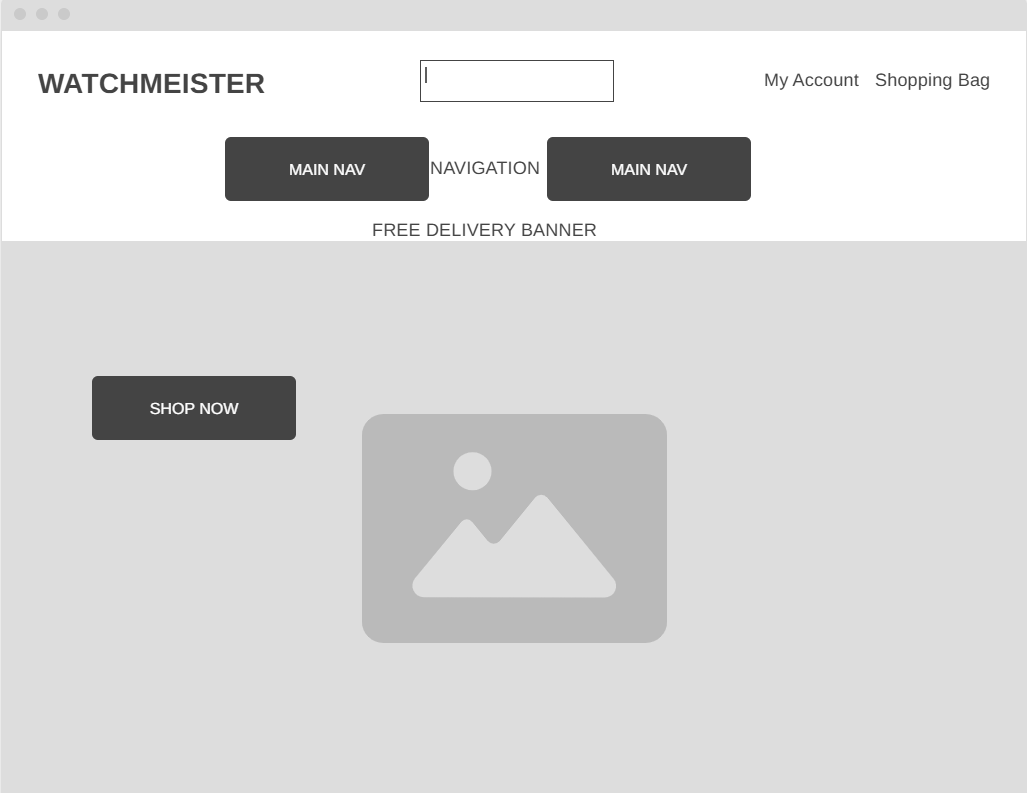 WATCHMEISTER
My Account Shopping Bag
MAIN NAV NAVIGATION MAIN NAV
FREE DELIVERY BANNER
SHOP NOW